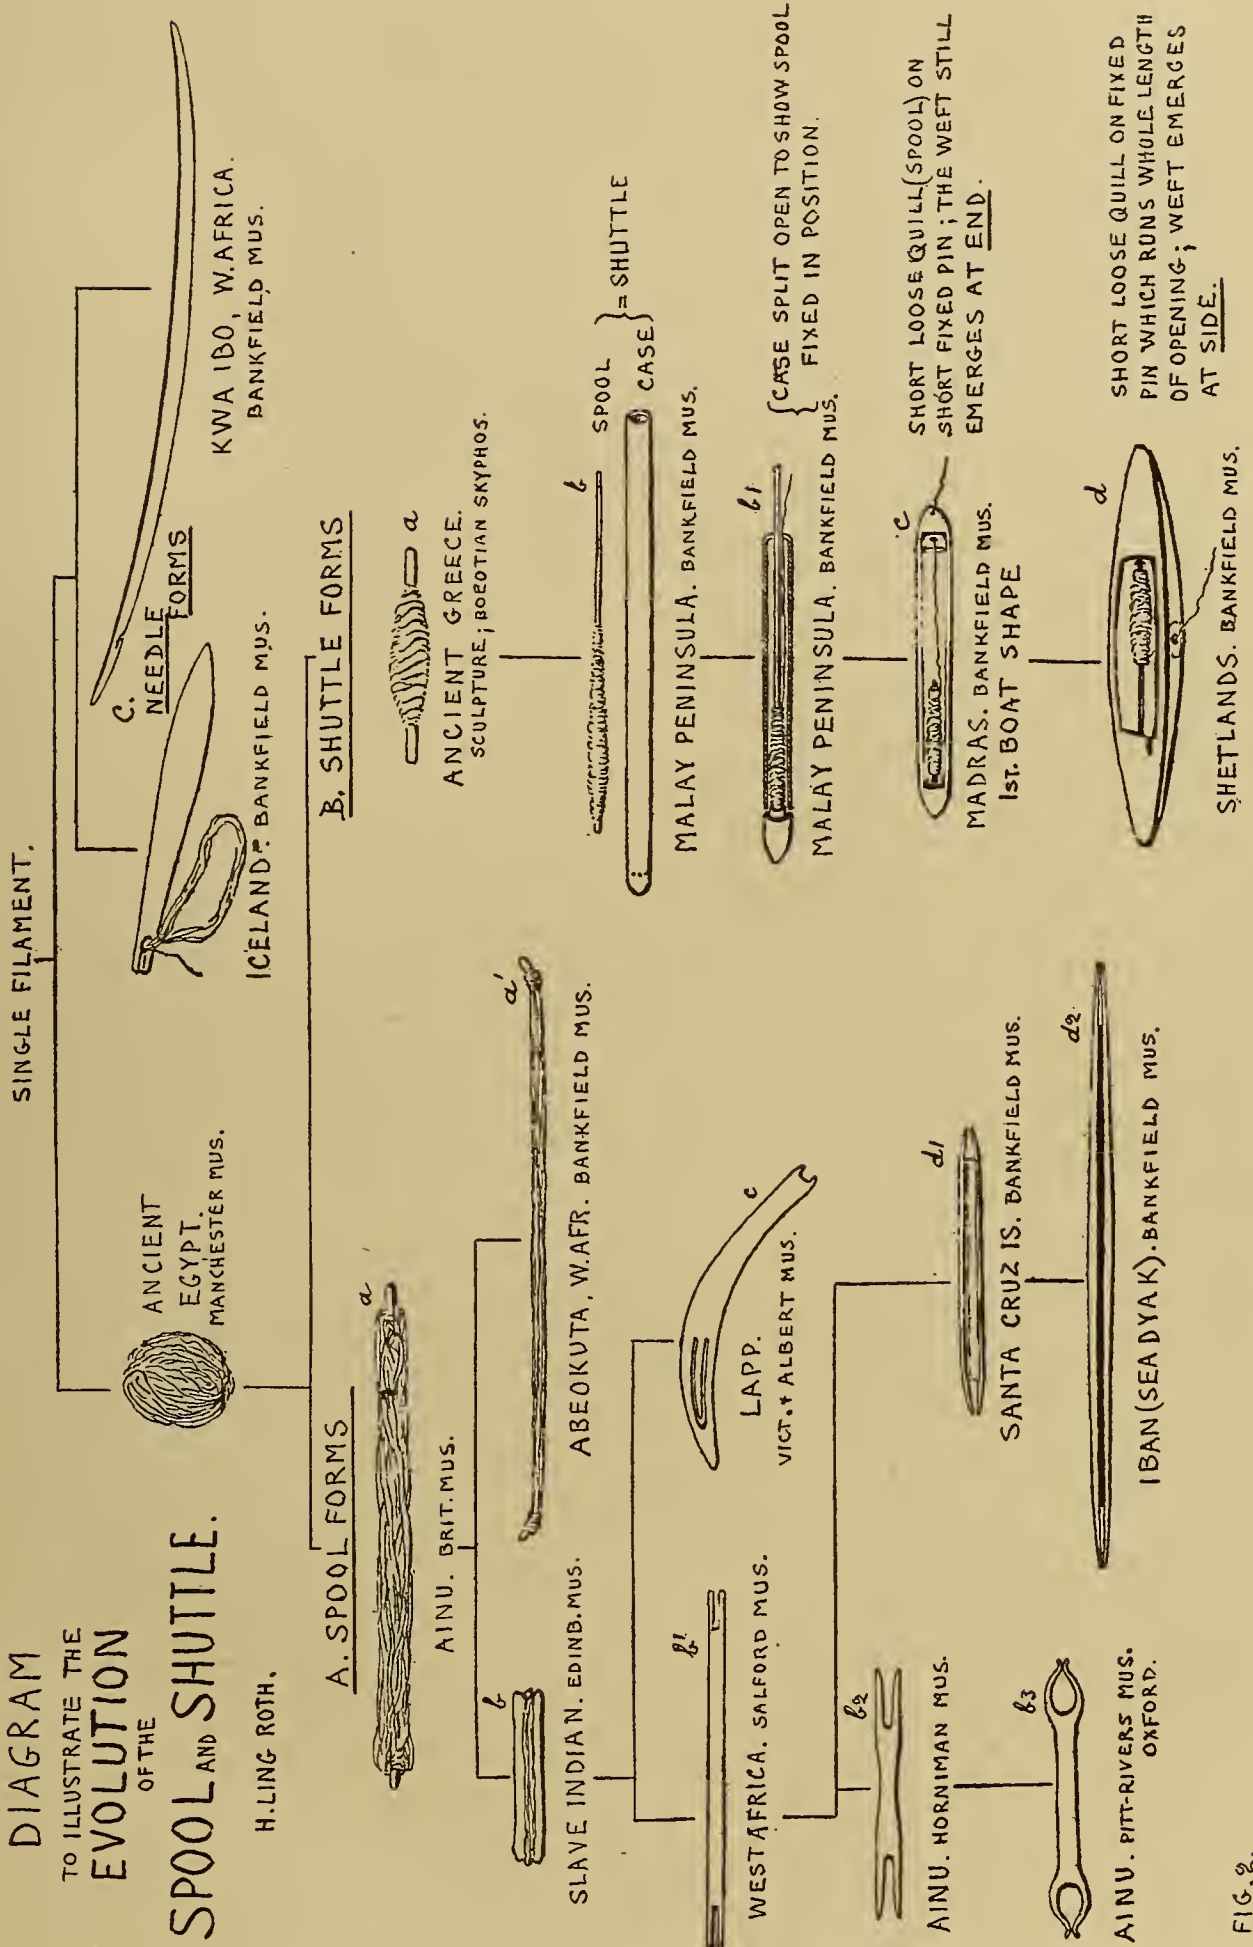 DIAGRAM
TO ILLUSTRATE THE
EVOLUTION
OF THE
SPOOL AND SHUTTLE.
H. LING ROTH.
SINGLE FILAMENT.
ANCIENT
EGYPT.
MANCHESTER MUS.
C.
NEEDLE
FORMS
ICELAND. BANKFIELD MUS.
KWA IBO, W. AFRICA.
BANKFIELD MUS.
A. SPOOL FORMS
a
AINU. BRIT. MUS.
b
SLAVE INDIAN. EDINB. MUS.
a'
ABEOKUTA, W. AFR. BANKFIELD MUS.
b1
WEST AFRICA. SALFORD MUS.
c
LAPP.
VICT. & ALBERT MUS.
b2
AINU. HORNIMAN MUS.
b3
AINU. PITT-RIVERS MUS.
OXFORD.
d1
SANTA CRUZ IS. BANKFIELD MUS.
d2
IBAN (SEA DYAK). BANKFIELD MUS.
B. SHUTTLE FORMS
a
ANCIENT GREECE.
SCULPTURE; BOEOTIAN SKYPHOS.
b
SPOOL
CASE
} = SHUTTLE
MALAY PENINSULA. BANKFIELD MUS.
b1
{CASE SPLIT OPEN TO SHOW SPOOL
FIXED IN POSITION.
MALAY PENINSULA. BANKFIELD MUS.
c
SHORT LOOSE QUILL (SPOOL) ON
SHORT FIXED PIN; THE WEFT STILL
EMERGES AT END.
MADRAS. BANKFIELD MUS.
1ST. BOAT SHAPE
d
SHORT LOOSE QUILL ON FIXED
PIN WHICH RUNS WHOLE LENGTH
OF OPENING; WEFT EMERGES
AT SIDE.
SHETLANDS. BANKFIELD MUS.
FIG.